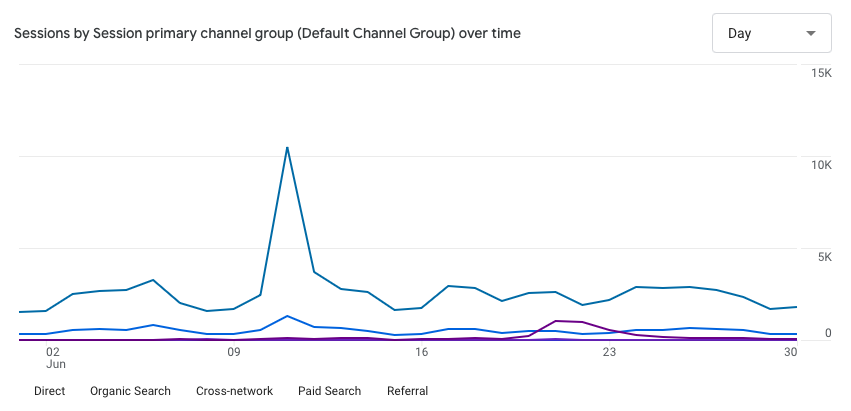 Sessions by Session primary channel group (Default Channel Group) over time
Day
15K
10K
5K
0
02 09 16 23 30
Jun
Direct Organic Search Cross-network Paid Search Referral